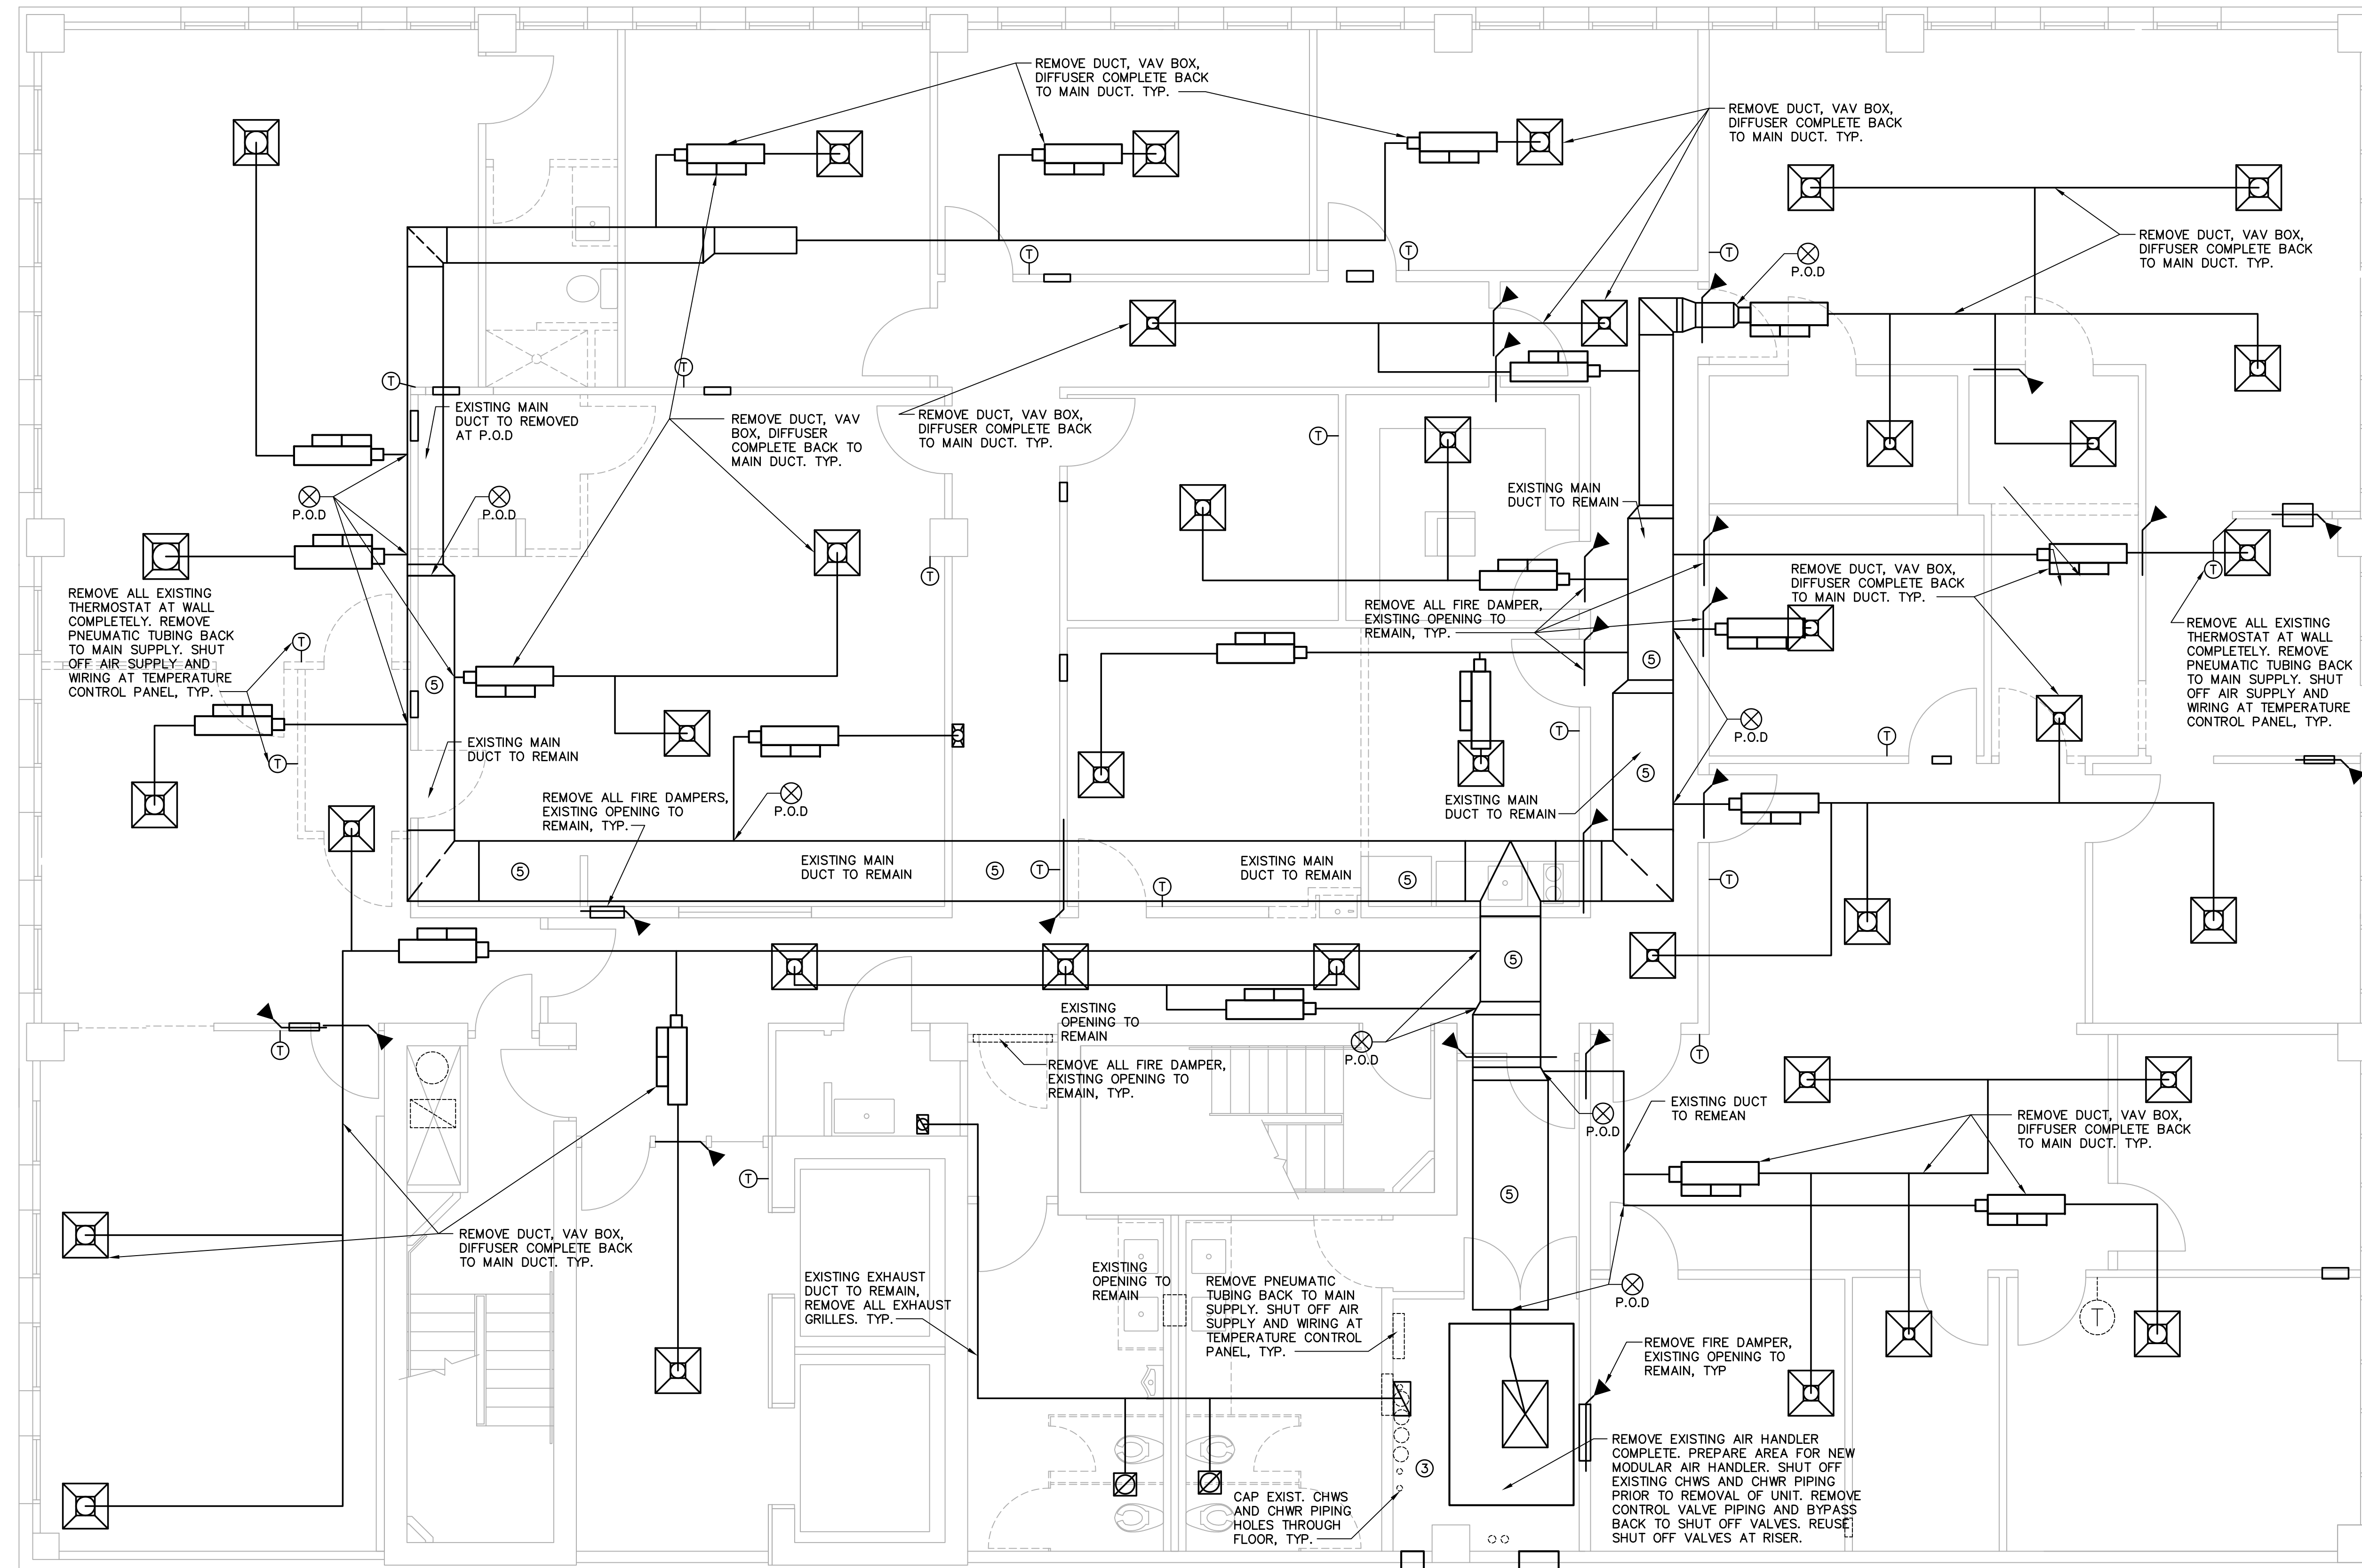 REMOVE DUCT, VAV BOX,
DIFFUSER COMPLETE BACK
TO MAIN DUCT. TYP.
REMOVE DUCT, VAV BOX,
DIFFUSER COMPLETE BACK
TO MAIN DUCT. TYP.
REMOVE DUCT, VAV BOX,
DIFFUSER COMPLETE BACK
TO MAIN DUCT. TYP.
T
T
T
P.O.D
T
T
EXISTING MAIN
DUCT TO REMOVED
AT P.O.D
REMOVE DUCT, VAV
BOX, DIFFUSER
COMPLETE BACK TO
MAIN DUCT. TYP.
REMOVE DUCT, VAV BOX,
DIFFUSER COMPLETE BACK
TO MAIN DUCT. TYP.
T
P.O.D
P.O.D
EXISTING MAIN
DUCT TO REMAIN
T
T
REMOVE ALL EXISTING
THERMOSTAT AT WALL
COMPLETELY. REMOVE
PNEUMATIC TUBING BACK
TO MAIN SUPPLY. SHUT
OFF AIR SUPPLY AND
WIRING AT TEMPERATURE
CONTROL PANEL, TYP.
T
T
5
REMOVE ALL FIRE DAMPER,
EXISTING OPENING TO
REMAIN, TYP.
REMOVE DUCT, VAV BOX,
DIFFUSER COMPLETE BACK
TO MAIN DUCT. TYP.
REMOVE ALL EXISTING
THERMOSTAT AT WALL
COMPLETELY. REMOVE
PNEUMATIC TUBING BACK
TO MAIN SUPPLY. SHUT
OFF AIR SUPPLY AND
WIRING AT TEMPERATURE
CONTROL PANEL, TYP.
5
EXISTING MAIN
DUCT TO REMAIN
T
P.O.D
T
5
REMOVE ALL FIRE DAMPERS,
EXISTING OPENING TO
REMAIN, TYP.
P.O.D
EXISTING MAIN
DUCT TO REMAIN
5
EXISTING MAIN
DUCT TO REMAIN
5
T
T
EXISTING MAIN
DUCT TO REMAIN
5
T
5
T
EXISTING
OPENING TO
REMAIN
P.O.D
T
REMOVE ALL FIRE DAMPER,
EXISTING OPENING TO
REMAIN, TYP.
P.O.D
EXISTING DUCT
TO REMEAN
REMOVE DUCT, VAV BOX,
DIFFUSER COMPLETE BACK
TO MAIN DUCT. TYP.
T
5
REMOVE DUCT, VAV BOX,
DIFFUSER COMPLETE BACK
TO MAIN DUCT. TYP.
EXISTING EXHAUST
DUCT TO REMAIN,
REMOVE ALL EXHAUST
GRILLES. TYP.
EXISTING
OPENING TO
REMAIN
REMOVE PNEUMATIC
TUBING BACK TO MAIN
SUPPLY. SHUT OFF AIR
SUPPLY AND WIRING AT
TEMPERATURE CONTROL
PANEL, TYP.
P.O.D
T
REMOVE FIRE DAMPER,
EXISTING OPENING TO
REMAIN, TYP
3
CAP EXIST. CHWS
AND CHWR PIPING
HOLES THROUGH
FLOOR, TYP.
REMOVE EXISTING AIR HANDLER
COMPLETE. PREPARE AREA FOR NEW
MODULAR AIR HANDLER. SHUT OFF
EXISTING CHWS AND CHWR PIPING
PRIOR TO REMOVAL OF UNIT. REMOVE
CONTROL VALVE PIPING AND BYPASS
BACK TO SHUT OFF VALVES. REUSE
SHUT OFF VALVES AT RISER.